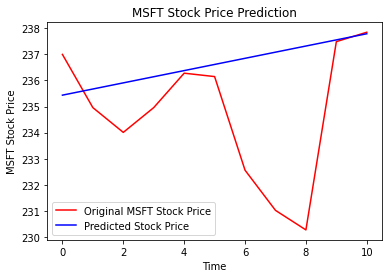 MSFT Stock Price Prediction
238
237
236
235
234
233
232
231
230
MSFT Stock Price
Original MSFT Stock Price
Predicted Stock Price
0 2 4 6 8 10
Time